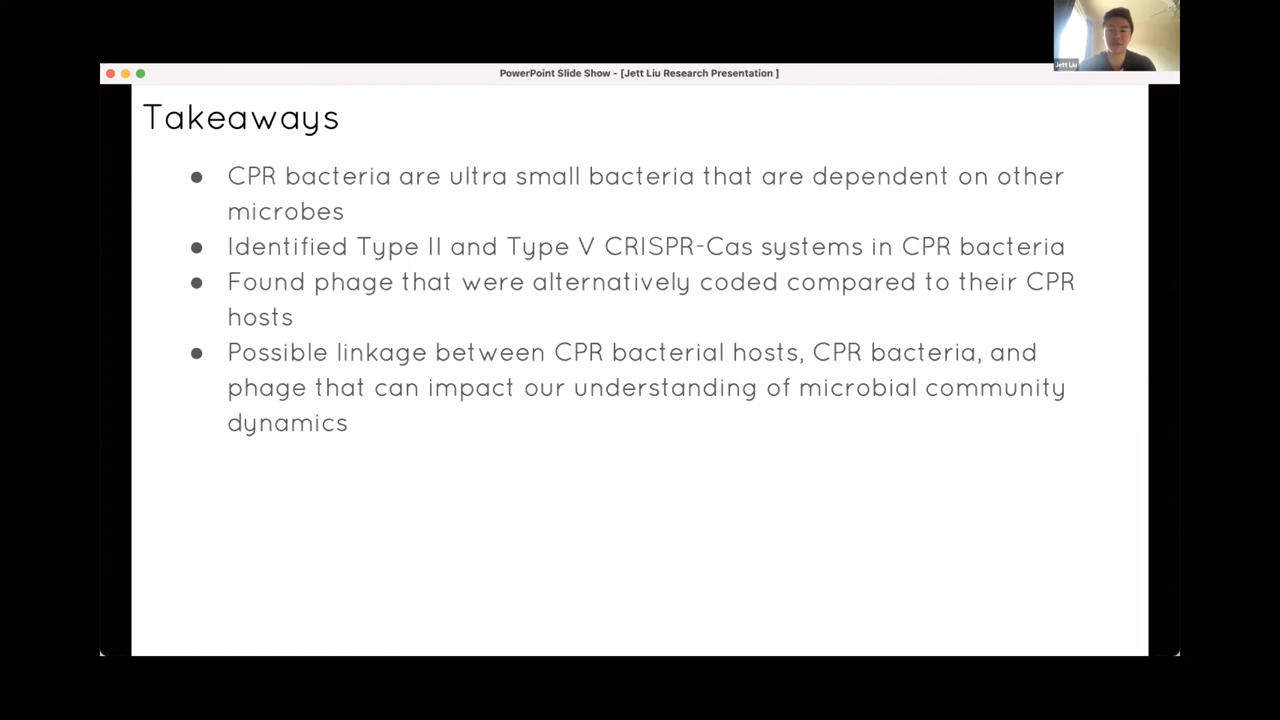 Jett Liu
PowerPoint Slide Show - [Jett Liu Research Presentation ]
Takeaways
● CPR bacteria are ultra small bacteria that are dependent on other
microbes
● Identified Type II and Type V CRISPR-Cas systems in CPR bacteria
● Found phage that were alternatively coded compared to their CPR
hosts
● Possible linkage between CPR bacterial hosts, CPR bacteria, and
phage that can impact our understanding of microbial community
dynamics